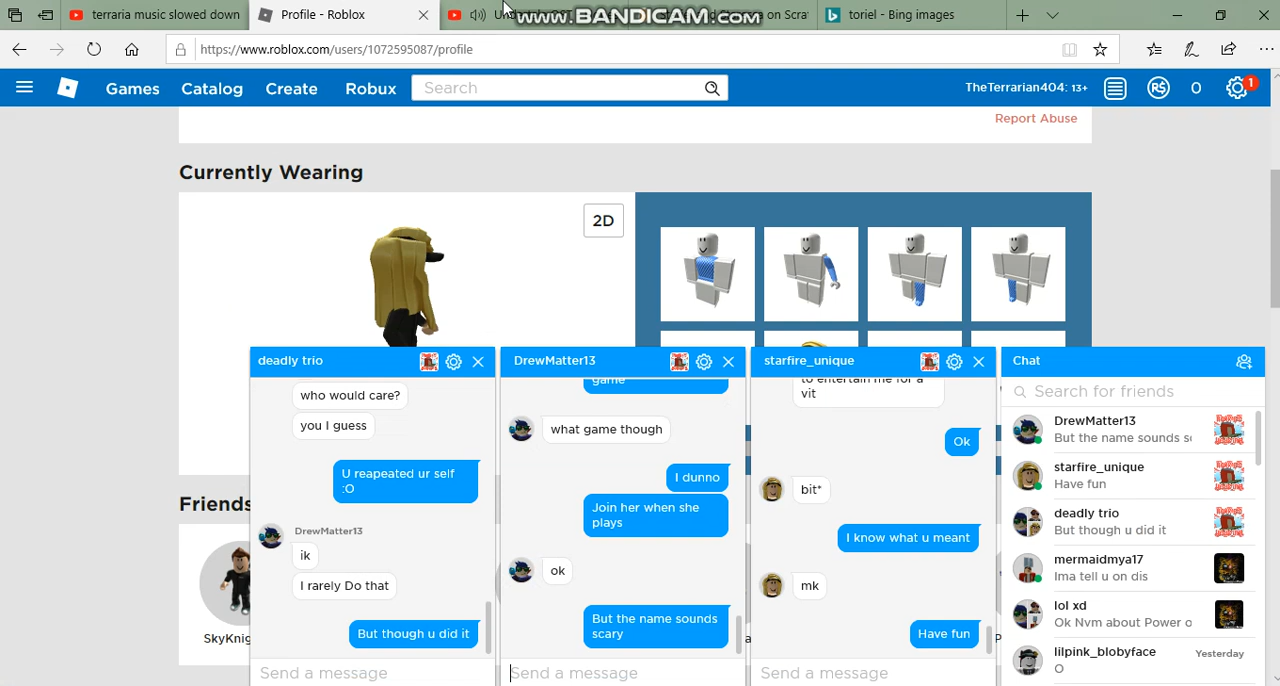 terraria music slowed down
Profile - Roblox
www.BANDICAM.com
toriel - Bing images
https://www.roblox.com/users/1072595087/profile
Games
Catalog
Create
Robux
Search
TheTerrarian404: 13+
R$
0
1
Report Abuse
Currently Wearing
2D
Friends
SkyKnig
deadly trio
who would care?
you I guess
U reapeated ur self
:O
DrewMatter13
ik
I rarely Do that
But though u did it
Send a message
DrewMatter13
game
what game though
I dunno
Join her when she
plays
ok
But the name sounds
scary
Send a message
starfire_unique
to entertain me for a
vit
Ok
bit*
I know what u meant
mk
Have fun
Send a message
Chat
Search for friends
DrewMatter13
But the name sounds sc
starfire_unique
Have fun
deadly trio
But though u did it
mermaidmya17
Ima tell u on dis
lol xd
Ok Nvm about Power o
lilpink_blobyface
Yesterday
O